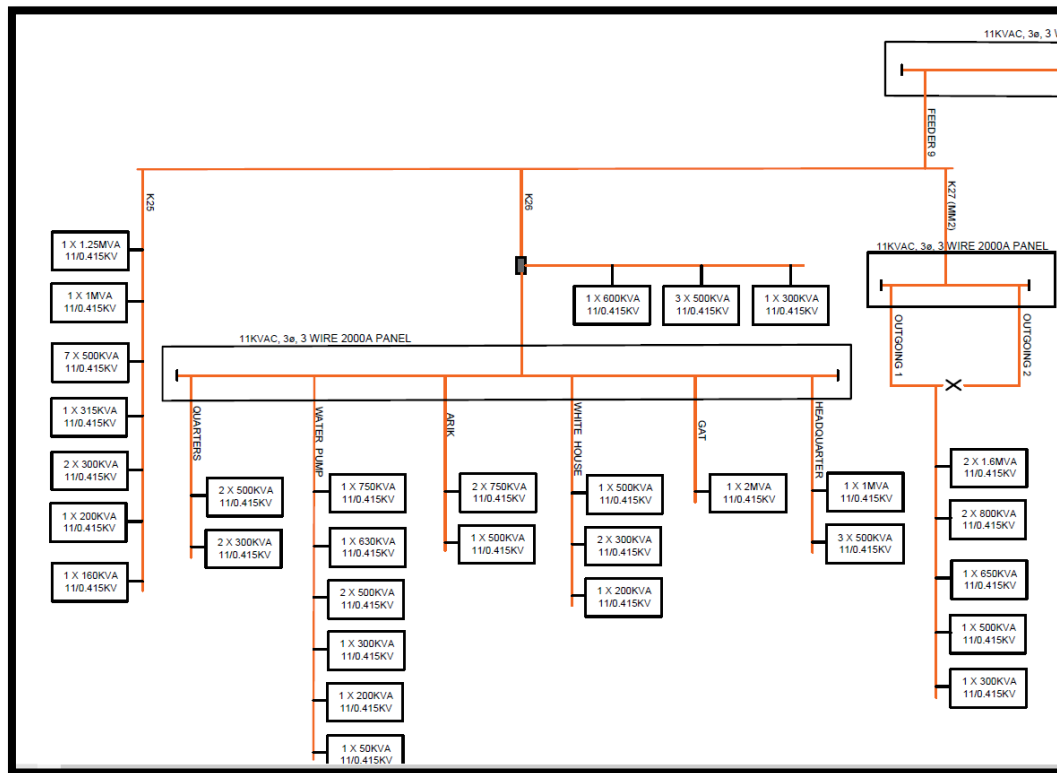 11KVAC, 3ø, 3 W
FEEDER 9
K25
K26
K27 (MM2)
1 X 1.25MVA
11/0.415KV
1 X 1MVA
11/0.415KV
7 X 500KVA
11/0.415KV
1 X 315KVA
11/0.415KV
2 X 300KVA
11/0.415KV
1 X 200KVA
11/0.415KV
1 X 160KVA
11/0.415KV
1 X 600KVA
11/0.415KV
3 X 500KVA
11/0.415KV
1 X 300KVA
11/0.415KV
11KVAC, 3ø, 3 WIRE 2000A PANEL
QUARTERS
2 X 500KVA
11/0.415KV
2 X 300KVA
11/0.415KV
WATER PUMP
1 X 750KVA
11/0.415KV
1 X 630KVA
11/0.415KV
2 X 500KVA
11/0.415KV
1 X 300KVA
11/0.415KV
1 X 200KVA
11/0.415KV
1 X 50KVA
11/0.415KV
ARIK
2 X 750KVA
11/0.415KV
1 X 500KVA
11/0.415KV
WHITE HOUSE
1 X 500KVA
11/0.415KV
2 X 300KVA
11/0.415KV
1 X 200KVA
11/0.415KV
GAT
1 X 2MVA
11/0.415KV
HEADQUARTER
1 X 1MVA
11/0.415KV
3 X 500KVA
11/0.415KV
11KVAC, 3ø, 3 WIRE 2000A PANEL
OUTGOING 1
OUTGOING 2
2 X 1.6MVA
11/0.415KV
2 X 800KVA
11/0.415KV
1 X 650KVA
11/0.415KV
1 X 500KVA
11/0.415KV
1 X 300KVA
11/0.415KV